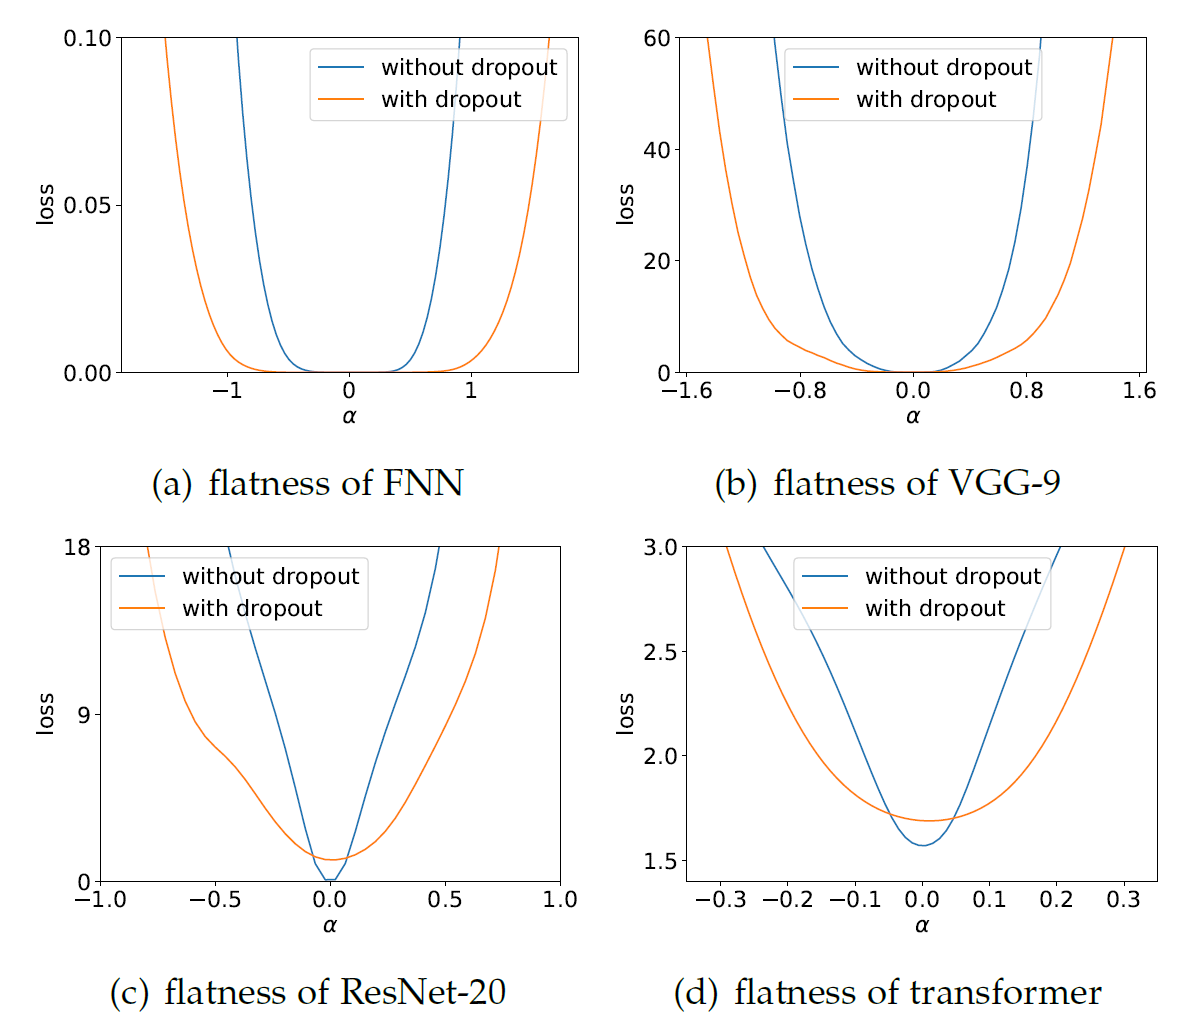 0.10
0.05
0.00
loss
without dropout
with dropout
−1
0
1
α
(a) flatness of FNN
60
40
20
0
loss
without dropout
with dropout
−1.6
−0.8
0.0
0.8
1.6
α
(b) flatness of VGG-9
18
9
0
loss
without dropout
with dropout
−1.0
−0.5
0.0
0.5
1.0
α
(c) flatness of ResNet-20
3.0
2.5
2.0
1.5
loss
without dropout
with dropout
−0.3
−0.2
−0.1
0.0
0.1
0.2
0.3
α
(d) flatness of transformer